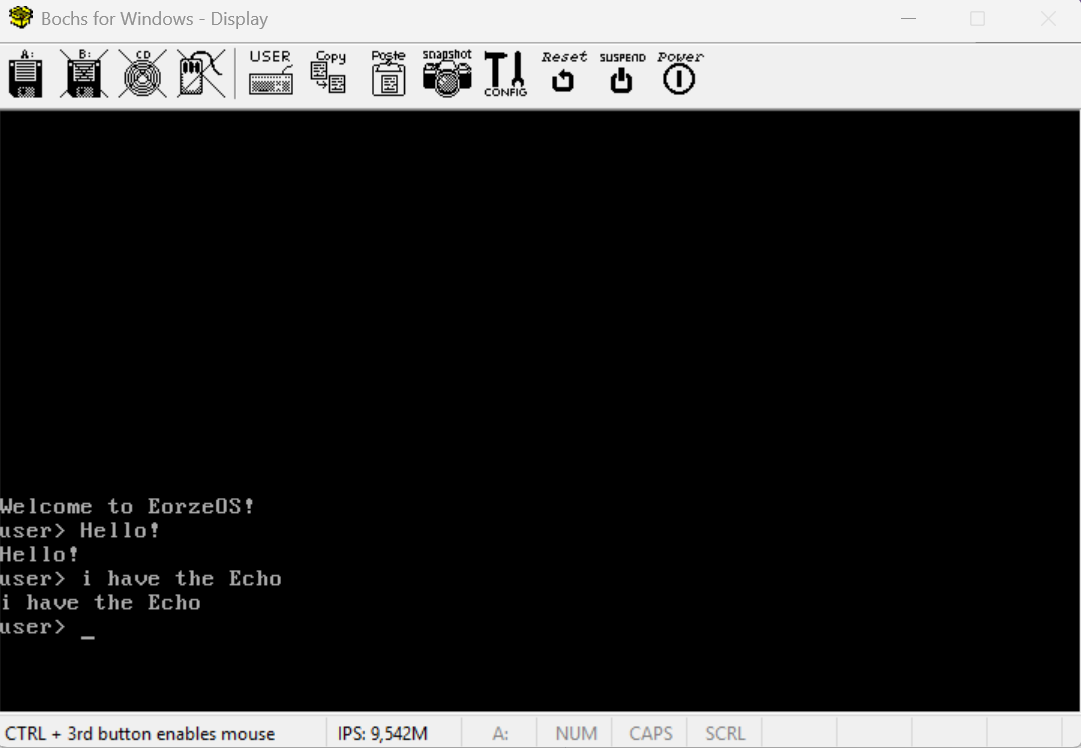 Bochs for Windows - Display
A: B: CD USER Copy Paste snapshot CONFIG Reset SUSPEND Power
Welcome to EorzeOS!
user> Hello!
Hello!
user> i have the Echo
i have the Echo
user> _
CTRL + 3rd button enables mouse IPS: 9,542M A: NUM CAPS SCRL